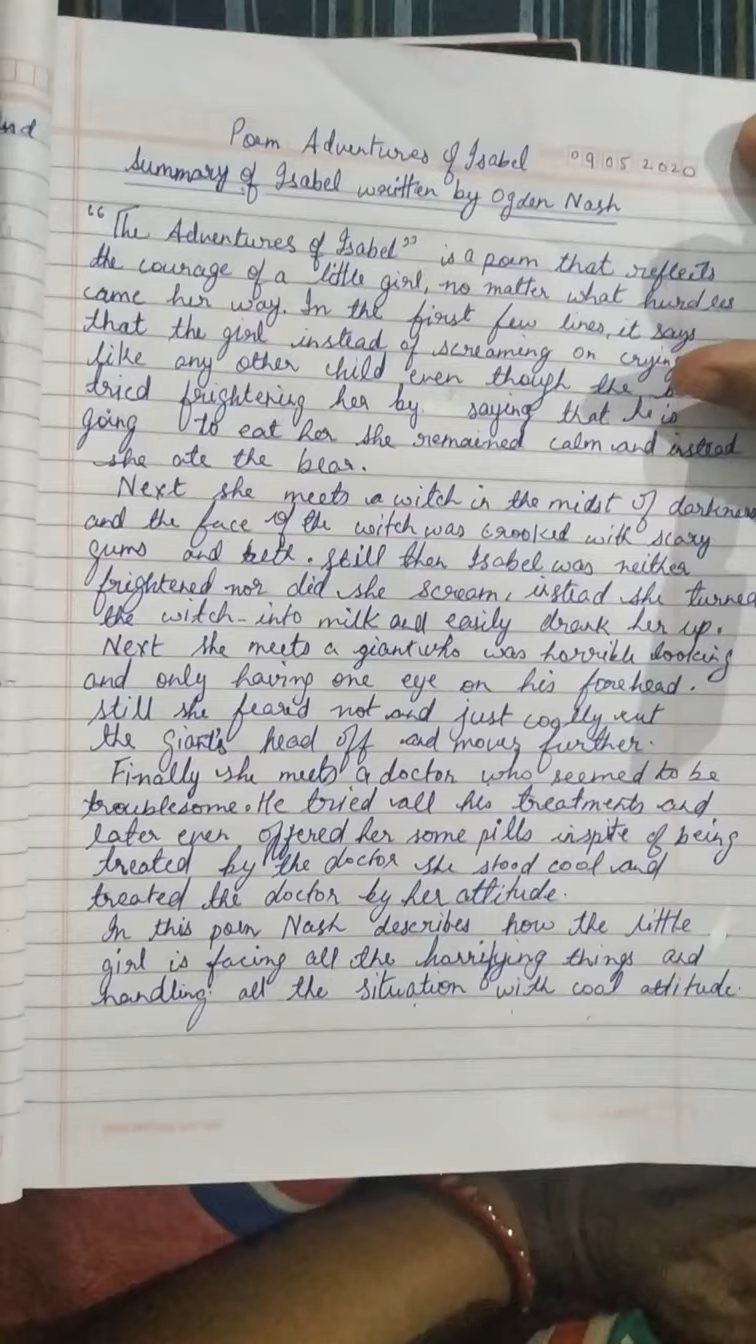 nd
Poem Adventures of Isabel 09 05 2020
Summary of Isabel written by Ogden Nash
"The Adventures of Isabel" is a poem that reflects
the courage of a little girl, no matter what hurdles
came her way. In the first few lines, it says
that the girl instead of screaming or crying
like any other child even though the
tried frightening her by saying that he is
going to eat her she remained calm and instead
she ate the bear.
Next she meets a witch in the midst of darkness
and the face of the witch was crooked with scary
gums and teeth. Still then Isabel was neither
frightened nor did she scream, instead she turned
the witch into milk and easily drank her up.
Next she meets a giant who was horrible looking
and only having one eye on his forehead.
Still she feared not and just coolly cut
the giant's head off and moves further.
Finally she meets a doctor who seemed to be
troublesome. He tried all his treatments and
later even offered her some pills inspite of being
treated by the doctor she stood cool and
treated the doctor by her attitude.
In this poem Nash describes how the little
girl is facing all the horrifying things and
handling all the situation with cool attitude.